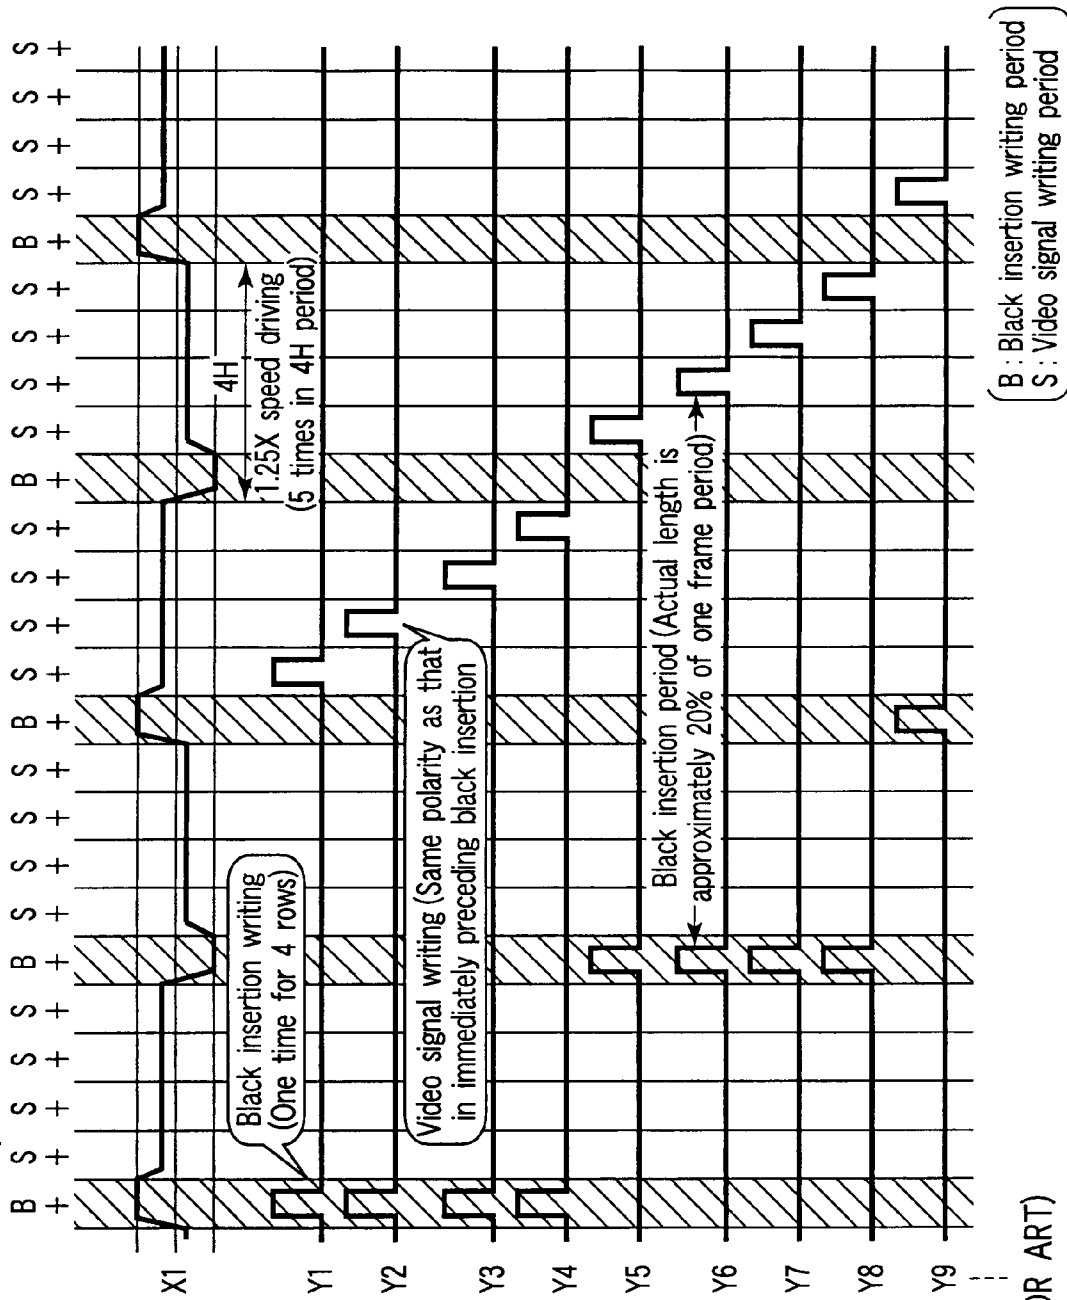 B S S S S B S S S S B S S S S B S S S S B S S S S
+ + + + + + + + + + + + + + + + + + + + + + + + +
X1
4H
1.25X speed driving
(5 times in 4H period)
Black insertion writing
(One time for 4 rows)
Y1
Y2
Video signal writing (Same polarity as that
in immediately preceding black insertion
Y3
Y4
Y5
Black insertion period (Actual length is
approximately 20% of one frame period)
Y6
Y7
Y8
Y9
B : Black insertion writing period
S : Video signal writing period
OR ART)